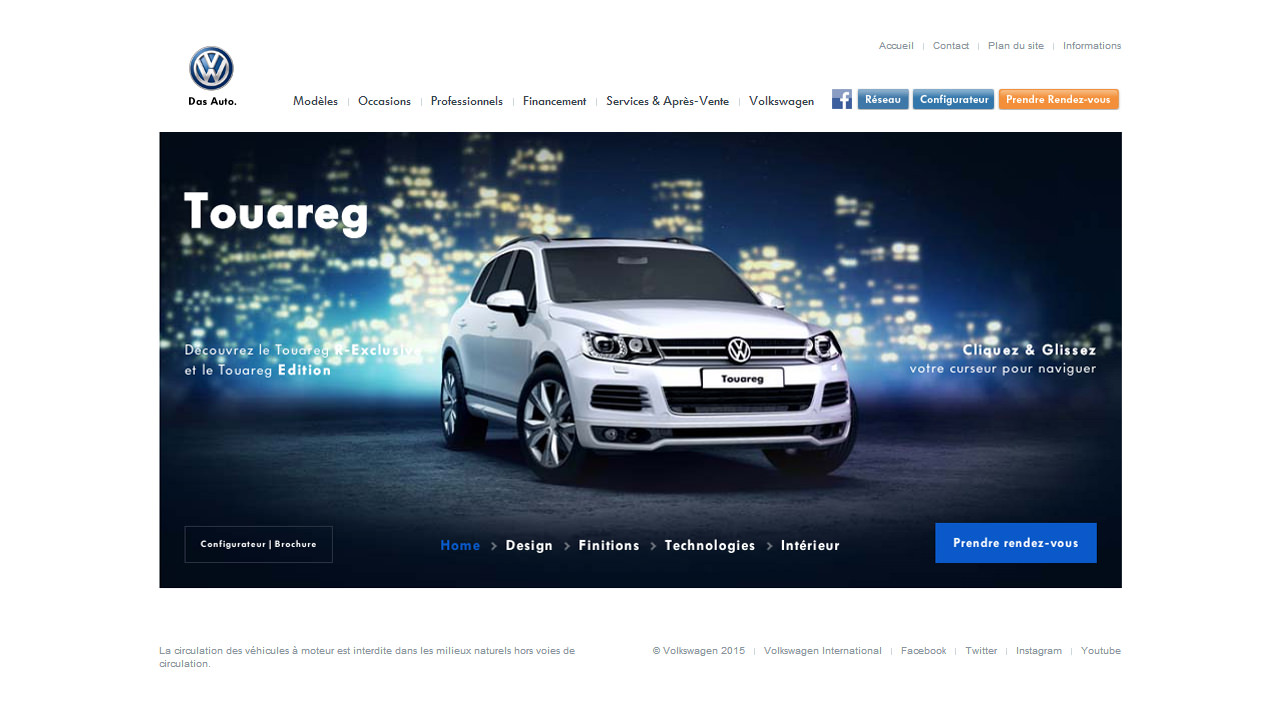 Accueil | Contact | Plan du site | Informations
Das Auto.
Modèles | Occasions | Professionnels | Financement | Services & Après-Vente | Volkswagen
Réseau
Configurateur
Prendre Rendez-vous
Touareg
Découvrez le Touareg R-Exclusive
et le Touareg Edition
Cliquez & Glissez
votre curseur pour naviguer
Touareg
Configurateur | Brochure
Home > Design > Finitions > Technologies > Intérieur
Prendre rendez-vous
La circulation des véhicules à moteur est interdite dans les milieux naturels hors voies de
circulation.
© Volkswagen 2015 | Volkswagen International | Facebook | Twitter | Instagram | Youtube